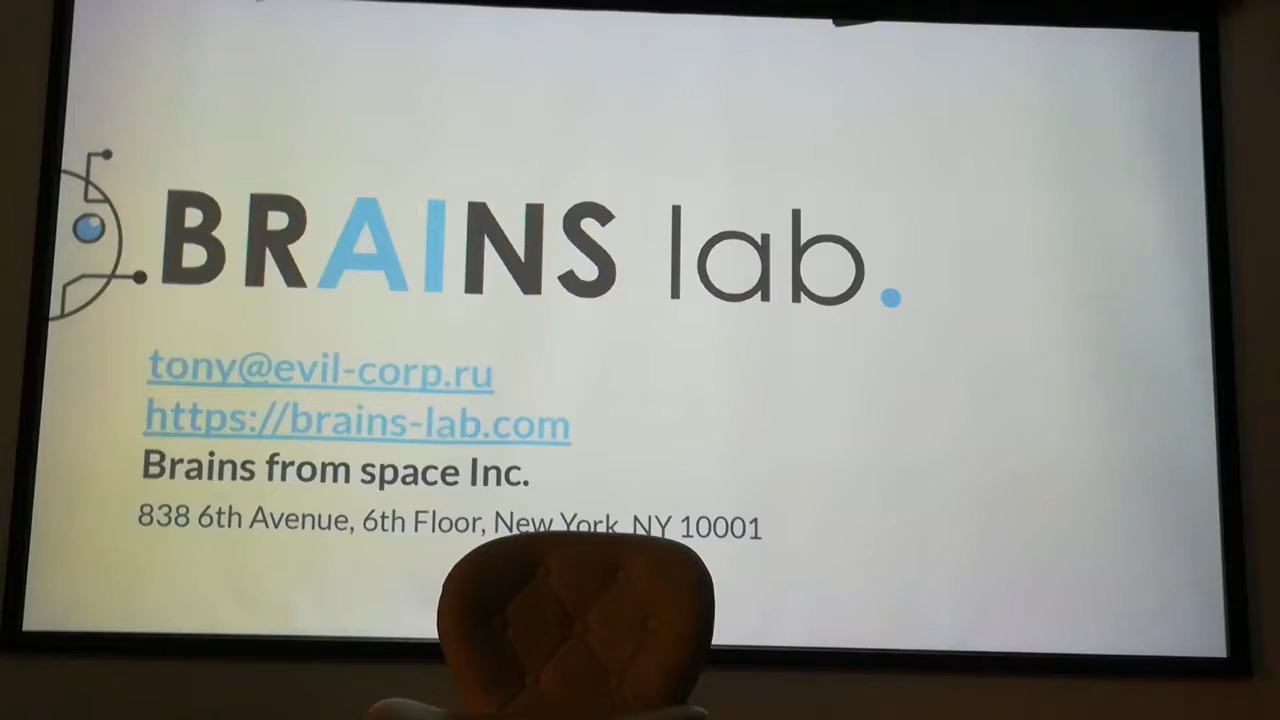 BRAINS lab.
tony@evil-corp.ru
https://brains-lab.com
Brains from space Inc.
838 6th Avenue, 6th Floor, New York, NY 10001